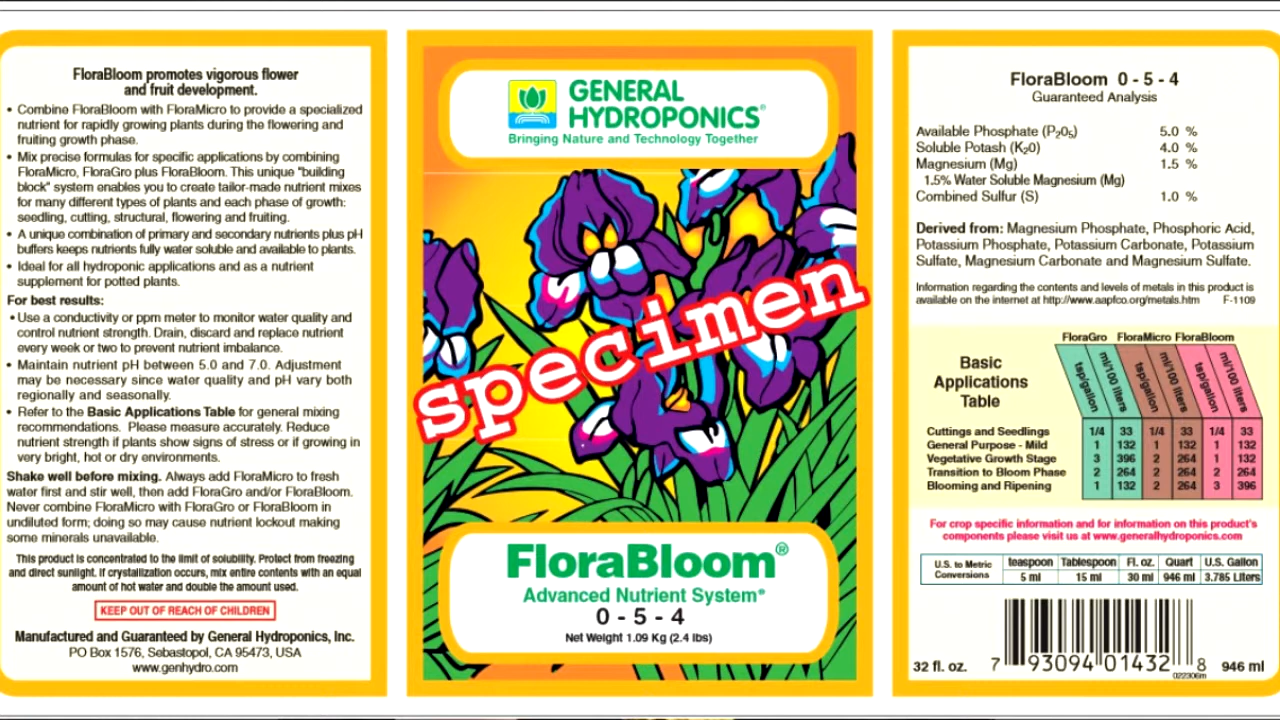 FloraBloom promotes vigorous flower
and fruit development.
• Combine FloraBloom with FloraMicro to provide a specialized
nutrient for rapidly growing plants during the flowering and
fruiting growth phase.
• Mix precise formulas for specific applications by combining
FloraMicro, FloraGro plus FloraBloom. This unique "building
block" system enables you to create tailor-made nutrient mixes
for many different types of plants and each phase of growth:
seedling, cutting, structural, flowering and fruiting.
• A unique combination of primary and secondary nutrients plus pH
buffers keeps nutrients fully water soluble and available to plants.
• Ideal for all hydroponic applications and as a nutrient
supplement for potted plants.
For best results:
• Use a conductivity or ppm meter to monitor water quality and
control nutrient strength. Drain, discard and replace nutrient
every week or two to prevent nutrient imbalance.
• Maintain nutrient pH between 5.0 and 7.0. Adjustment
may be necessary since water quality and pH vary both
regionally and seasonally.
• Refer to the Basic Applications Table for general mixing
recommendations. Please measure accurately. Reduce
nutrient strength if plants show signs of stress or if growing in
very bright, hot or dry environments.
Shake well before mixing. Always add FloraMicro to fresh
water first and stir well, then add FloraGro and/or FloraBloom.
Never combine FloraMicro with FloraGro or FloraBloom in
undiluted form; doing so may cause nutrient lockout making
some minerals unavailable.
This product is concentrated to the limit of solubility. Protect from freezing
and direct sunlight. If crystallization occurs, mix entire contents with an equal
amount of hot water and double the amount used.
KEEP OUT OF REACH OF CHILDREN
Manufactured and Guaranteed by General Hydroponics, Inc.
PO Box 1576, Sebastopol, CA 95473, USA
www.genhydro.com
GENERAL
HYDROPONICS®
Bringing Nature and Technology Together
specimen
FloraBloom®
Advanced Nutrient System®
0 - 5 - 4
Net Weight 1.09 Kg (2.4 lbs)
FloraBloom 0 - 5 - 4
Guaranteed Analysis
Available Phosphate (P₂0₅) 5.0 %
Soluble Potash (K₂0) 4.0 %
Magnesium (Mg) 1.5 %
1.5% Water Soluble Magnesium (Mg)
Combined Sulfur (S) 1.0 %
Derived from: Magnesium Phosphate, Phosphoric Acid,
Potassium Phosphate, Potassium Carbonate, Potassium
Sulfate, Magnesium Carbonate and Magnesium Sulfate.
Information regarding the contents and levels of metals in this product is
available on the internet at http://www.aapfco.org/metals.htm F-1109
FloraGro FloraMicro FloraBloom
Basic
Applications
Table
tsp/gallon ml/100 liters tsp/gallon ml/100 liters tsp/gallon ml/100 liters
Cuttings and Seedlings 1/4 33 1/4 33 1/4 33
General Purpose - Mild 1 132 1 132 1 132
Vegetative Growth Stage 3 396 2 264 1 132
Transition to Bloom Phase 2 264 2 264 2 264
Blooming and Ripening 1 132 2 264 3 396
For crop specific information and for information on this product's
components please visit us at www.generalhydroponics.com
U.S. to Metric
Conversions
teaspoon Tablespoon Fl. oz. Quart U.S. Gallon
5 ml 15 ml 30 ml 946 ml 3.785 Liters
32 fl. oz. 7 93094 01432 8 946 ml
022306m